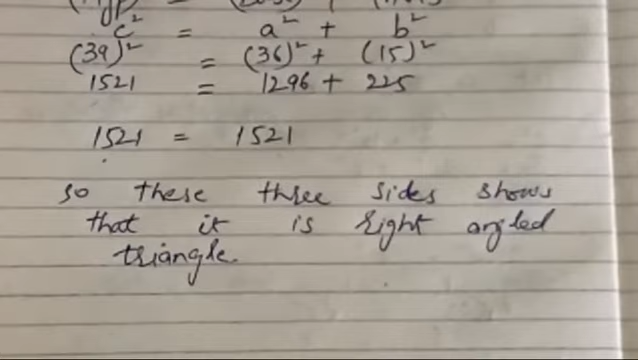 c² = a² + b²
(39)² = (36)² + (15)²
1521 = 1296 + 225
1521 = 1521
so these three sides shows
that it is right angled
triangle.